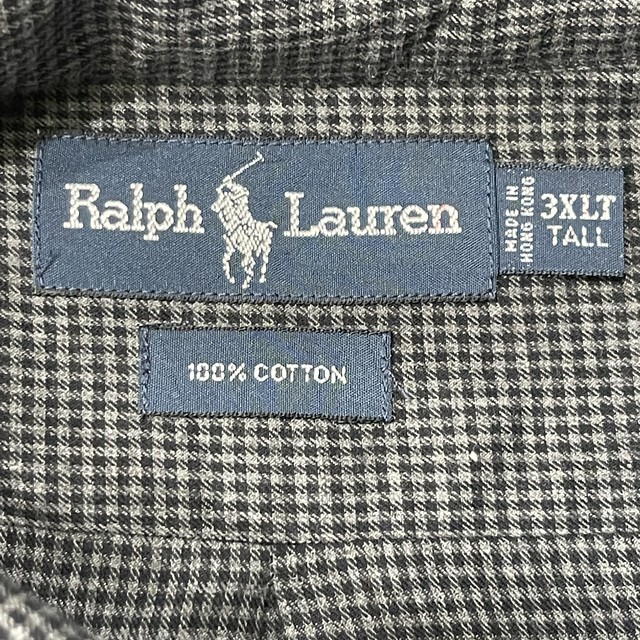 Ralph Lauren
MADE IN
HONG KONG
3XLT
TALL
100% COTTON